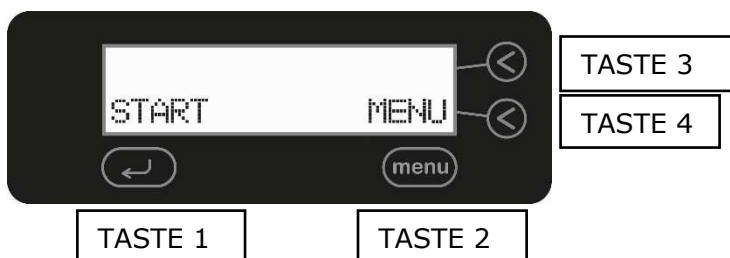 TASTE 3
START MENU
TASTE 4
menu
TASTE 1 TASTE 2